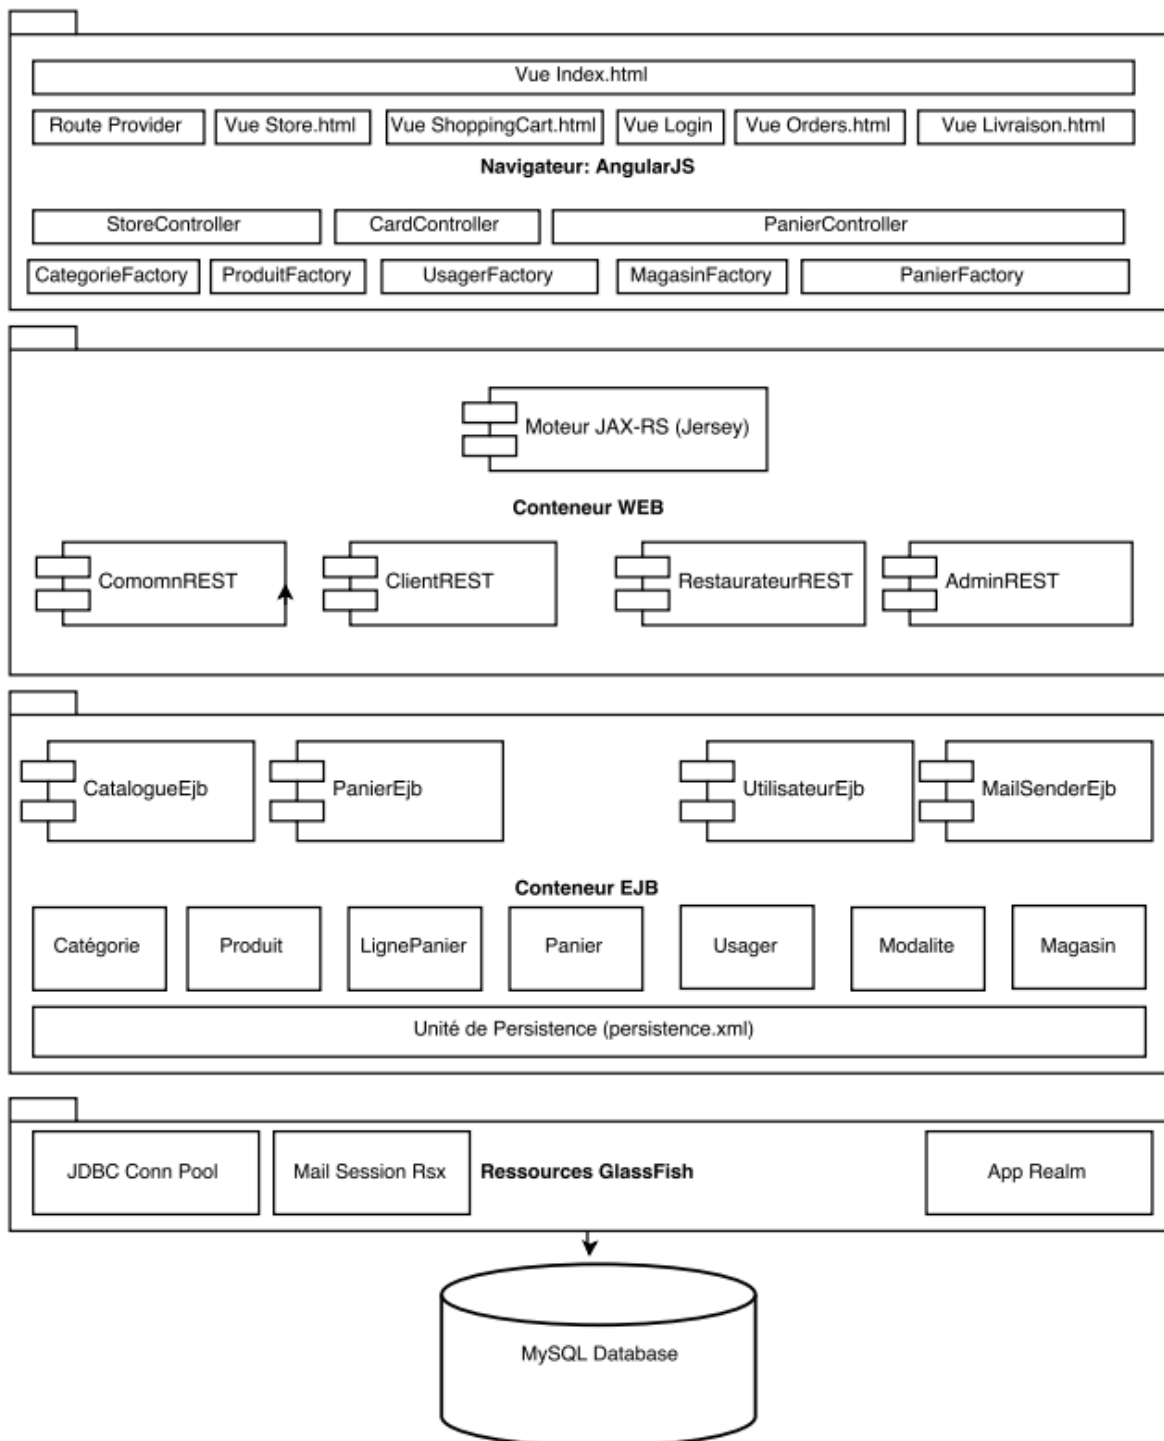 Vue Index.html
Route Provider
Vue Store.html
Vue ShoppingCart.html
Vue Login
Vue Orders.html
Vue Livraison.html
Navigateur: AngularJS
StoreController
CardController
PanierController
CategorieFactory
ProduitFactory
UsagerFactory
MagasinFactory
PanierFactory
Moteur JAX-RS (Jersey)
Conteneur WEB
ComomnREST
ClientREST
RestaurateurREST
AdminREST
CatalogueEjb
PanierEjb
UtilisateurEjb
MailSenderEjb
Conteneur EJB
Catégorie
Produit
LignePanier
Panier
Usager
Modalite
Magasin
Unité de Persistence (persistence.xml)
JDBC Conn Pool
Mail Session Rsx
Ressources GlassFish
App Realm
MySQL Database